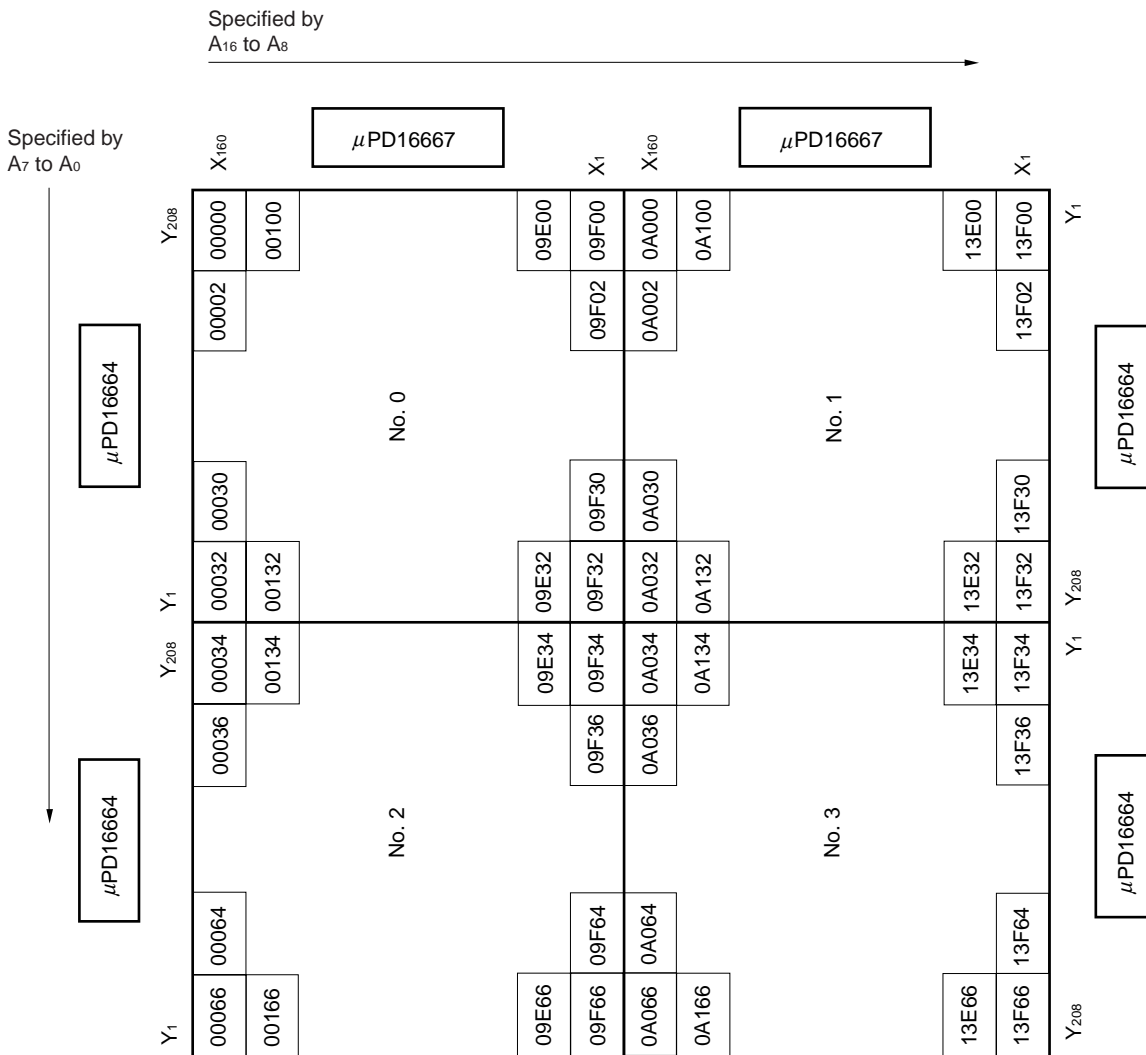 Specified by
A16 to A8
Specified by
A7 to A0
μPD16667
μPD16667
X160
X1
X160
X1
Y208
00000
00100
09E00
09F00
0A000
0A100
13E00
13F00
Y1
00002
09F02
0A002
13F02
μPD16664
No. 0
No. 1
μPD16664
00030
09F30
0A030
13F30
Y1
00032
00132
09E32
09F32
0A032
0A132
13E32
13F32
Y208
Y208
00034
00134
09E34
09F34
0A034
0A134
13E34
13F34
Y1
00036
09F36
0A036
13F36
μPD16664
No. 2
No. 3
μPD16664
00064
09F64
0A064
13F64
Y1
00066
00166
09E66
09F66
0A066
0A166
13E66
13F66
Y208